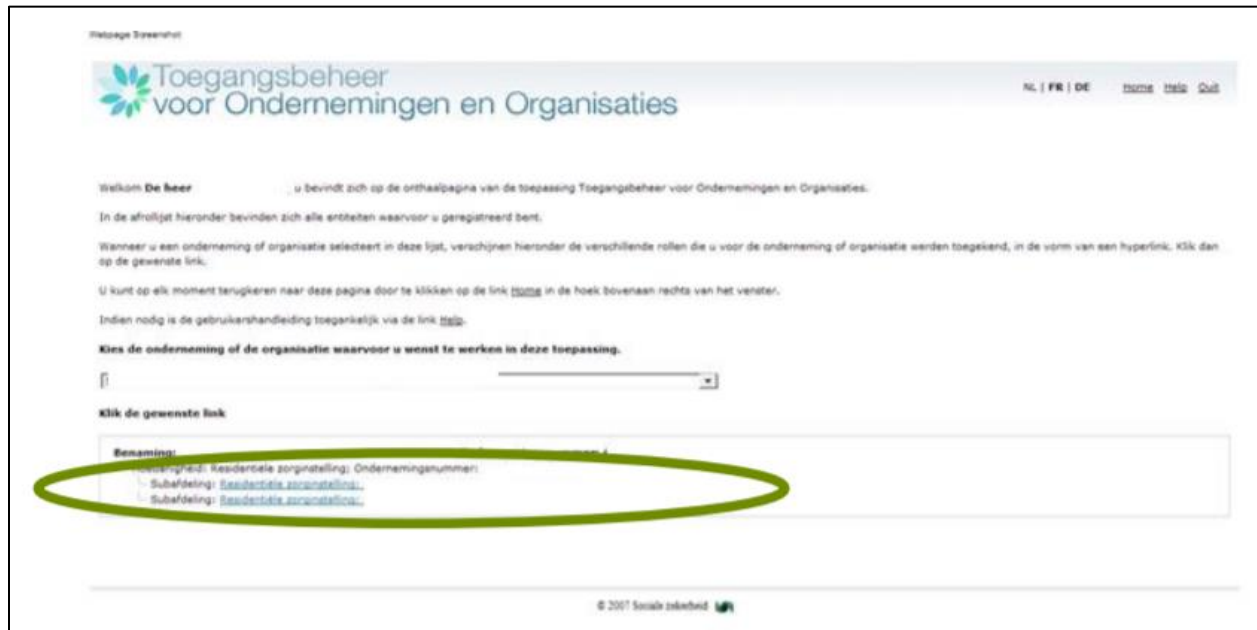 Webpage Screenshot
Toegangsbeheer
voor Ondernemingen en Organisaties
NL | FR | DE Home Help Quit
Welkom De heer , u bevindt zich op de onthaalpagina van de toepassing Toegangsbeheer voor Ondernemingen en Organisaties.
In de afrollijst hieronder bevinden zich alle entiteiten waarvoor u geregistreerd bent.
Wanneer u een onderneming of organisatie selecteert in deze lijst, verschijnen hieronder de verschillende rollen die u voor de onderneming of organisatie werden toegekend, in de vorm van een hyperlink. Klik dan
op de gewenste link.
U kunt op elk moment terugkeren naar deze pagina door te klikken op de link Home in de hoek bovenaan rechts van het venster.
Indien nodig is de gebruikershandleiding toegankelijk via de link Help.
Kies de onderneming of de organisatie waarvoor u wenst te werken in deze toepassing.
Klik de gewenste link
Benaming:
Residentiële zorginstelling; Ondernemingsnummer:
Subafdeling: Residentiële zorginstelling;
Subafdeling: Residentiële zorginstelling;
© 2007 Sociale zekerheid